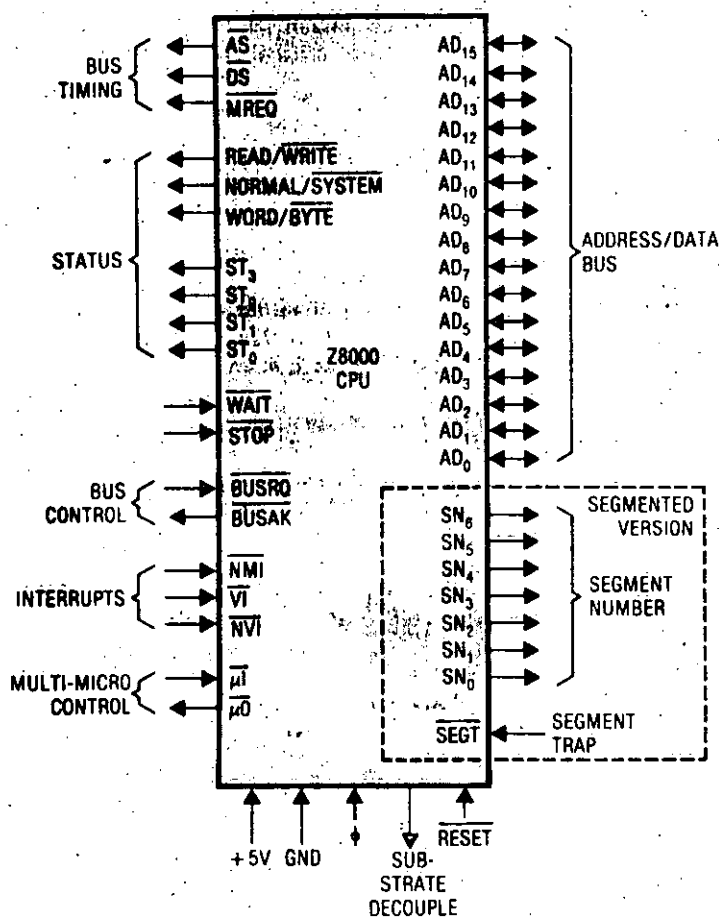 BUS
TIMING
AS
DS
MREQ
STATUS
READ/WRITE
NORMAL/SYSTEM
WORD/BYTE
ST3
ST1
ST0
WAIT
STOP
BUS
CONTROL
BUSRQ
BUSAK
INTERRUPTS
NMI
VI
NVI
MULTI-MICRO
CONTROL
μI
μO
Z8000
CPU
AD15
AD14
AD13
AD12
AD11
AD10
AD9
AD8
AD7
AD6
AD5
AD4
AD3
AD2
AD1
AD0
ADDRESS/DATA
BUS
SEGMENTED
VERSION
SN6
SN5
SN4
SN3
SN2
SN1
SN0
SEGMENT
NUMBER
SEGT
SEGMENT
TRAP
+5V
GND
SUB-
STRATE
DECOUPLE
RESET